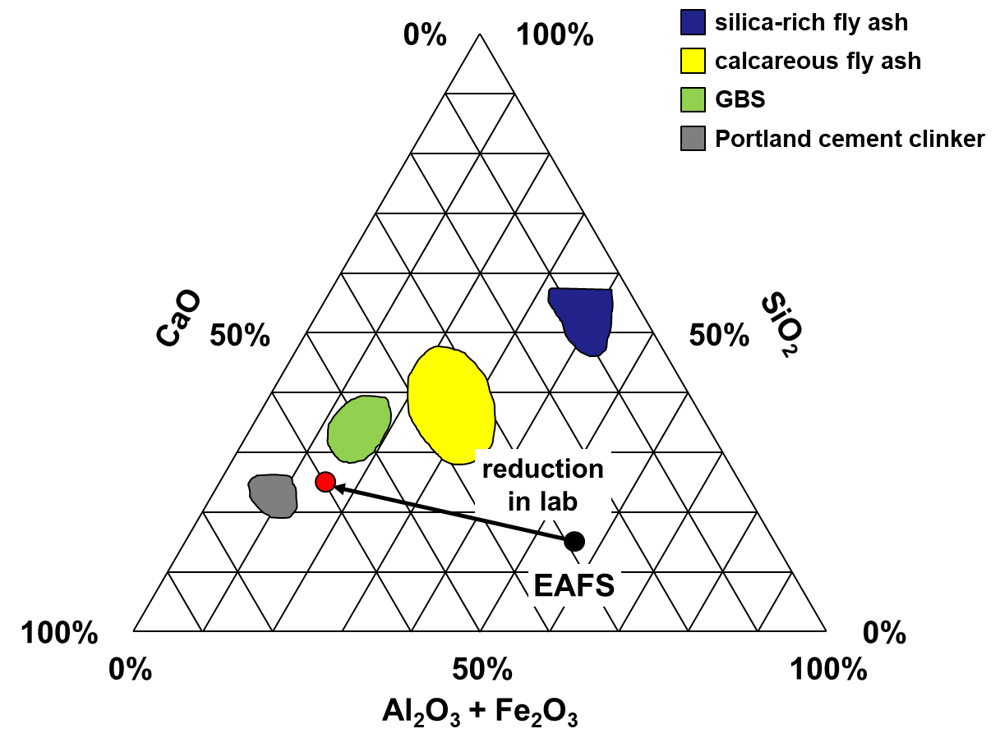 0% 100%
silica-rich fly ash
calcareous fly ash
GBS
Portland cement clinker
CaO
50%
50%
SiO₂
reduction
in lab
EAFS
100%
0%
0%
50%
100%
Al₂O₃ + Fe₂O₃